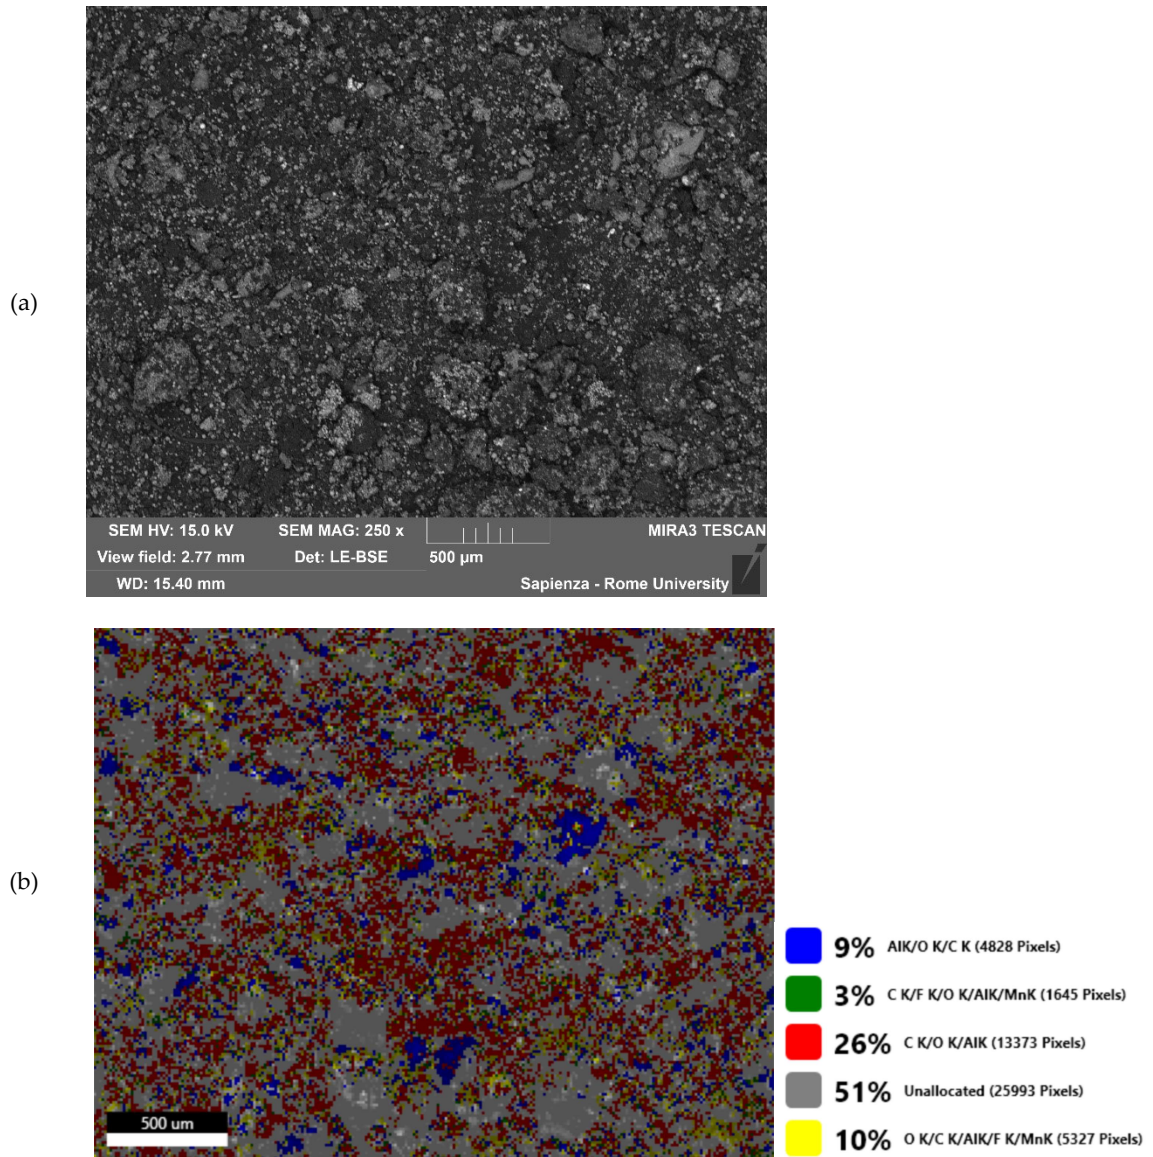 (a)
SEM HV: 15.0 kV SEM MAG: 250 x MIRA3 TESCAN
View field: 2.77 mm Det: LE-BSE 500 µm
WD: 15.40 mm Sapienza - Rome University
(b)
9% AlK/O K/C K (4828 Pixels)
3% C K/F K/O K/AlK/MnK (1645 Pixels)
26% C K/O K/AlK (13373 Pixels)
51% Unallocated (25993 Pixels)
10% O K/C K/AlK/F K/MnK (5327 Pixels)
500 um